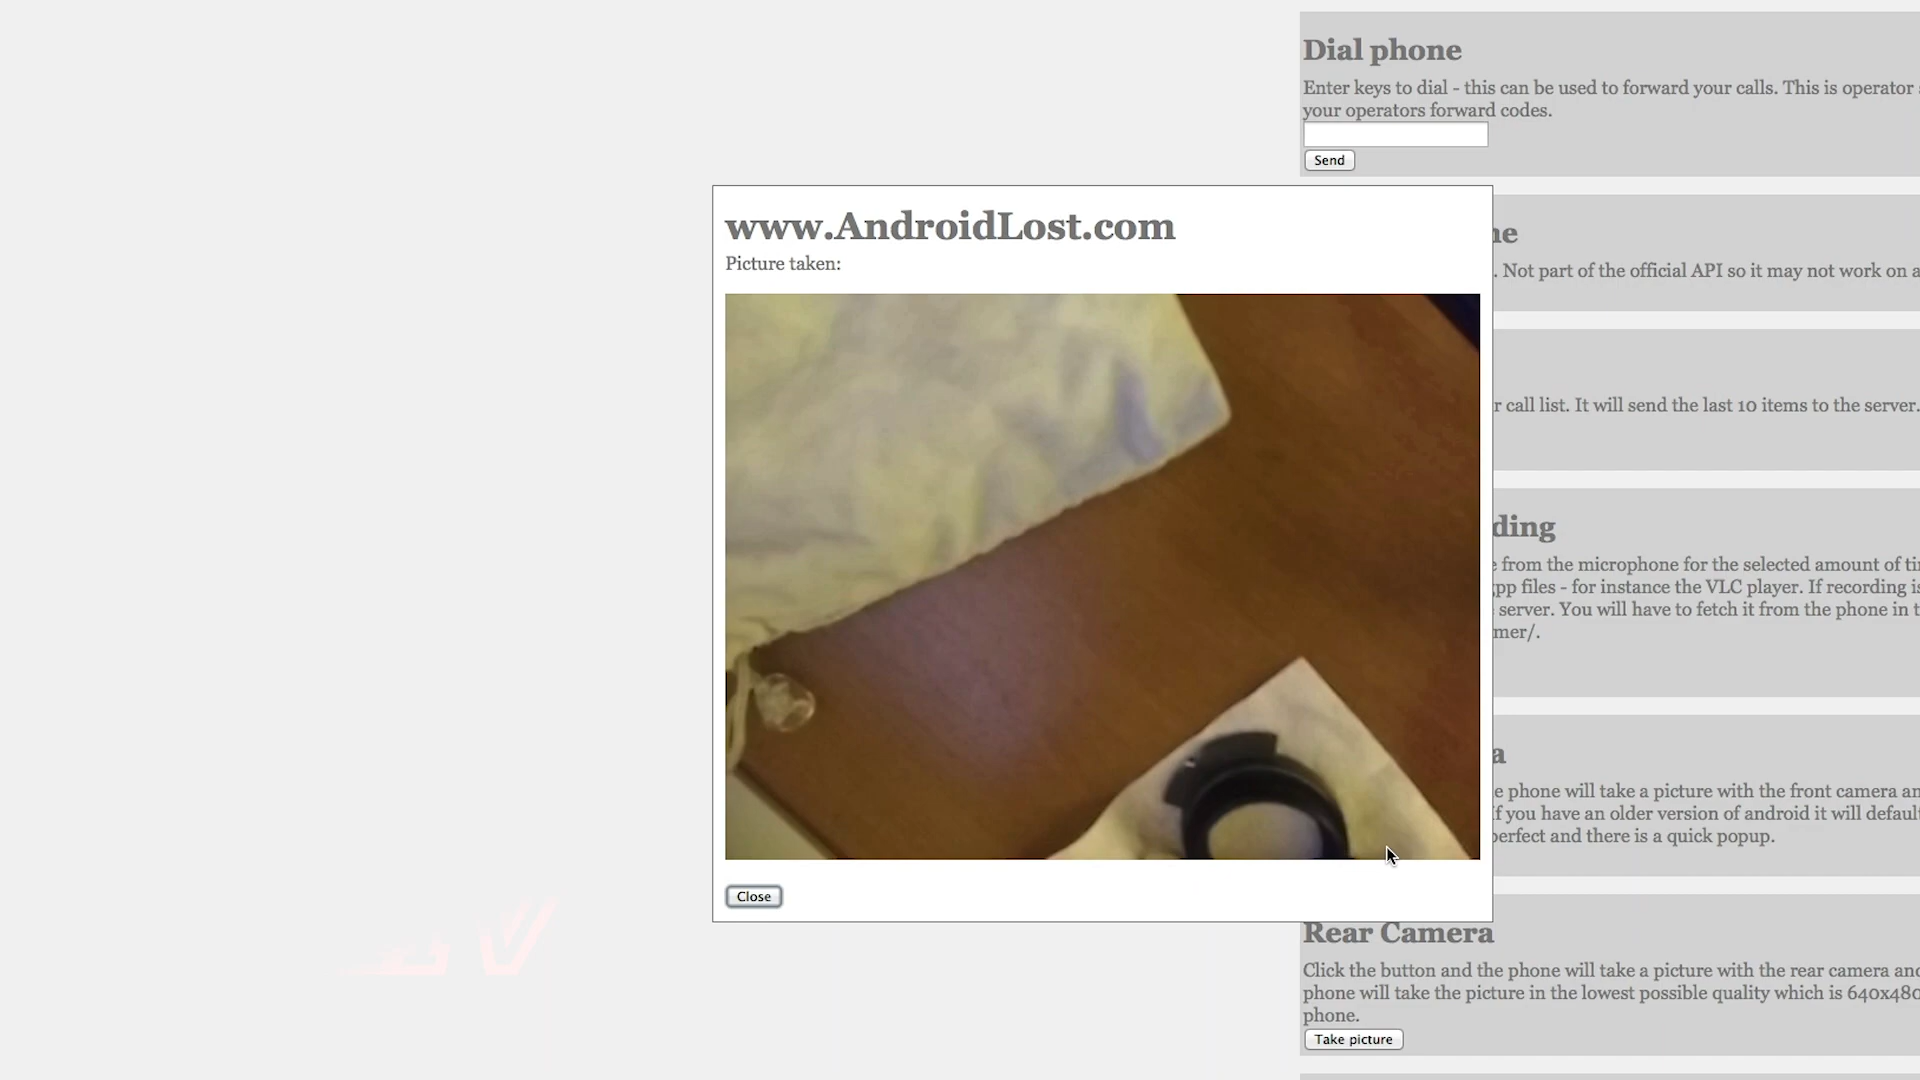 Dial phone
Enter keys to dial - this can be used to forward your calls. This is operator
your operators forward codes.
Send
www.AndroidLost.com
Picture taken:
. Not part of the official API so it may not work on a
r call list. It will send the last 10 items to the server.
ding
e from the microphone for the selected amount of
pp files - for instance the VLC player. If recording is
server. You will have to fetch it from the phone in
mer/.
a
e phone will take a picture with the front camera an
f you have an older version of android it will
erfect and there is a quick popup.
Close
Rear Camera
Click the button and the phone will take a picture with the rear camera and
phone will take the picture in the lowest possible quality which is 640x480
phone.
Take picture